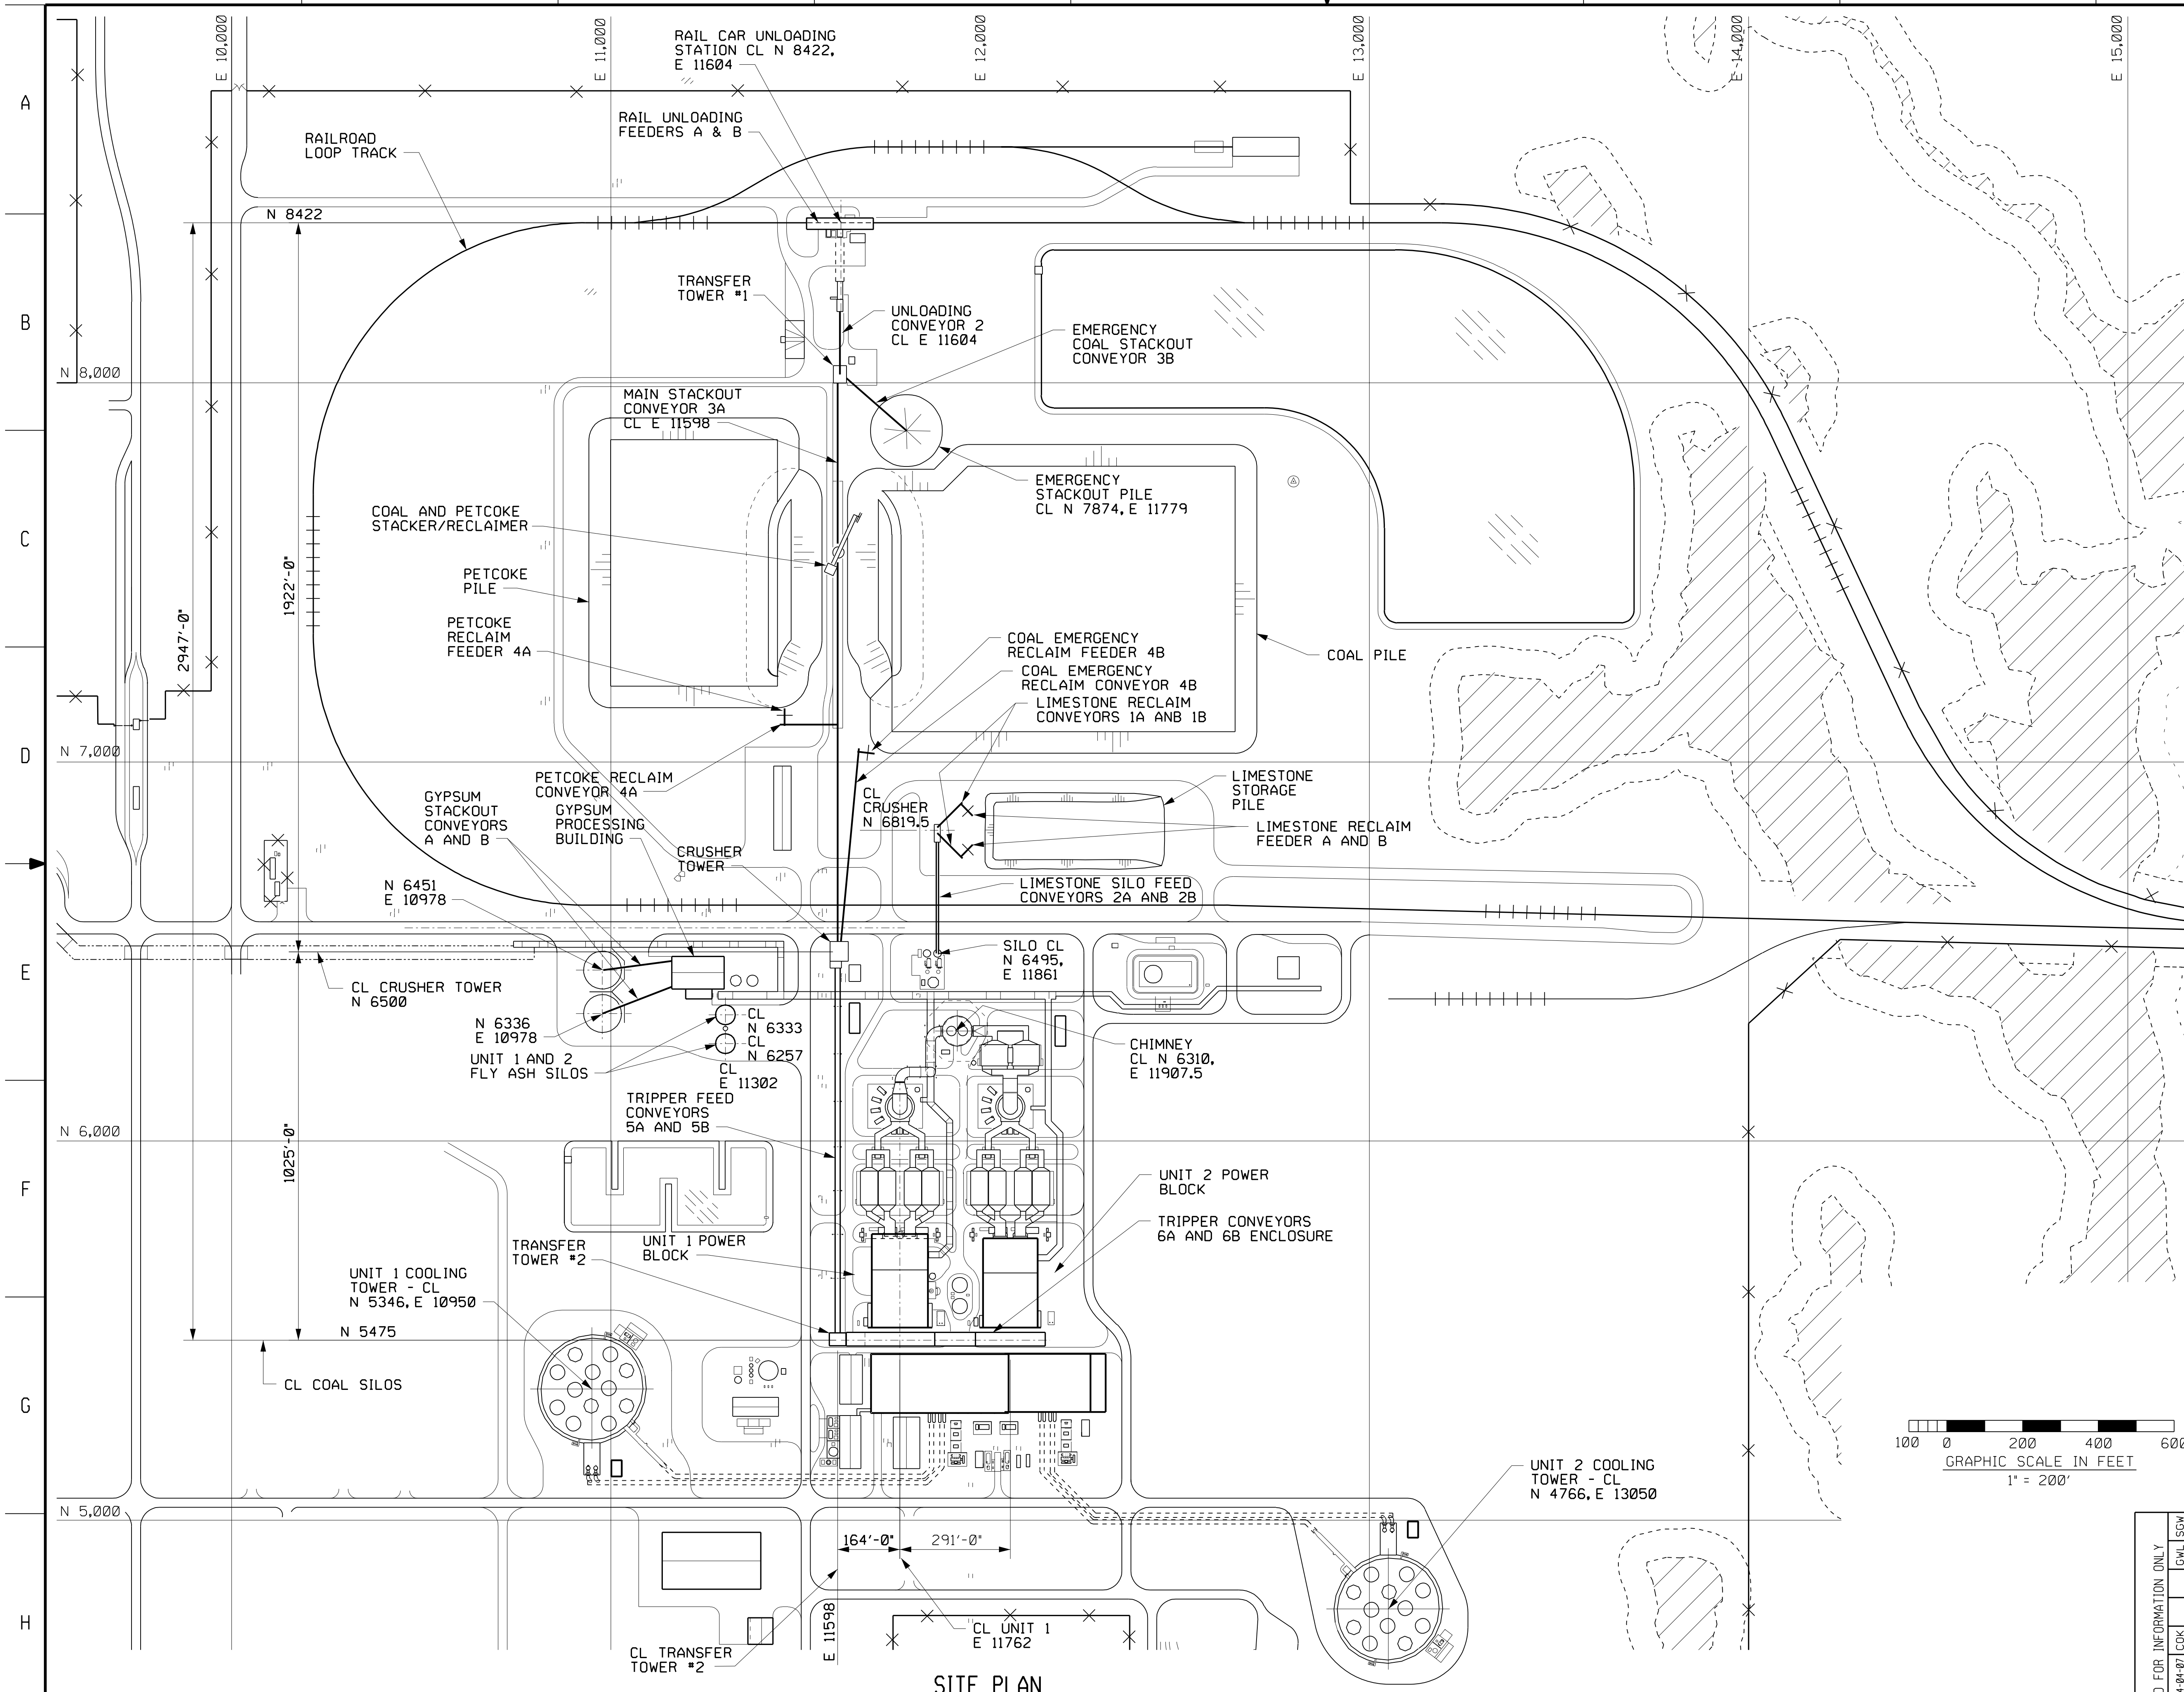 E 10,000
E 11,000
E 12,000
E 13,000
E 14,000
E 15,000
RAIL CAR UNLOADING
STATION CL N 8422,
E 11604
A
RAIL UNLOADING
FEEDERS A & B
RAILROAD
LOOP TRACK
N 8422
TRANSFER
TOWER #1
UNLOADING
CONVEYOR 2
CL E 11604
B
EMERGENCY
COAL STACKOUT
CONVEYOR 3B
N 8,000
MAIN STACKOUT
CONVEYOR 3A
CL E 11598
EMERGENCY
STACKOUT PILE
CL N 7874, E 11779
COAL AND PETCOKE
STACKER/RECLAIMER
C
PETCOKE
PILE
1922'-0"
2947'-0"
PETCOKE
RECLAIM
FEEDER 4A
COAL EMERGENCY
RECLAIM FEEDER 4B
COAL PILE
COAL EMERGENCY
RECLAIM CONVEYOR 4B
LIMESTONE RECLAIM
CONVEYORS 1A ANB 1B
N 7,000
D
PETCOKE RECLAIM
CONVEYOR 4A
LIMESTONE
STORAGE
PILE
GYPSUM
STACKOUT
CONVEYORS
A AND B
GYPSUM
PROCESSING
BUILDING
CL
CRUSHER
N 6819.5
LIMESTONE RECLAIM
FEEDER A AND B
CRUSHER
TOWER
N 6451
E 10978
LIMESTONE SILO FEED
CONVEYORS 2A ANB 2B
SILO CL
N 6495,
E 11861
E
CL CRUSHER TOWER
N 6500
N 6336
E 10978
CL
N 6333
CL
N 6257
UNIT 1 AND 2
FLY ASH SILOS
CL
E 11302
CHIMNEY
CL N 6310,
E 11907.5
TRIPPER FEED
CONVEYORS
5A AND 5B
N 6,000
1025'-0"
F
UNIT 2 POWER
BLOCK
TRIPPER CONVEYORS
6A AND 6B ENCLOSURE
UNIT 1 POWER
BLOCK
TRANSFER
TOWER #2
UNIT 1 COOLING
TOWER - CL
N 5346, E 10950
N 5475
CL COAL SILOS
G
100 0 200 400 600
GRAPHIC SCALE IN FEET
1" = 200'
UNIT 2 COOLING
TOWER - CL
N 4766, E 13050
N 5,000
164'-0"
291'-0"
E 11598
H
CL UNIT 1
E 11762
CL TRANSFER
TOWER #2
SITE PLAN
FOR INFORMATION ONLY
GWL
SGW
COK